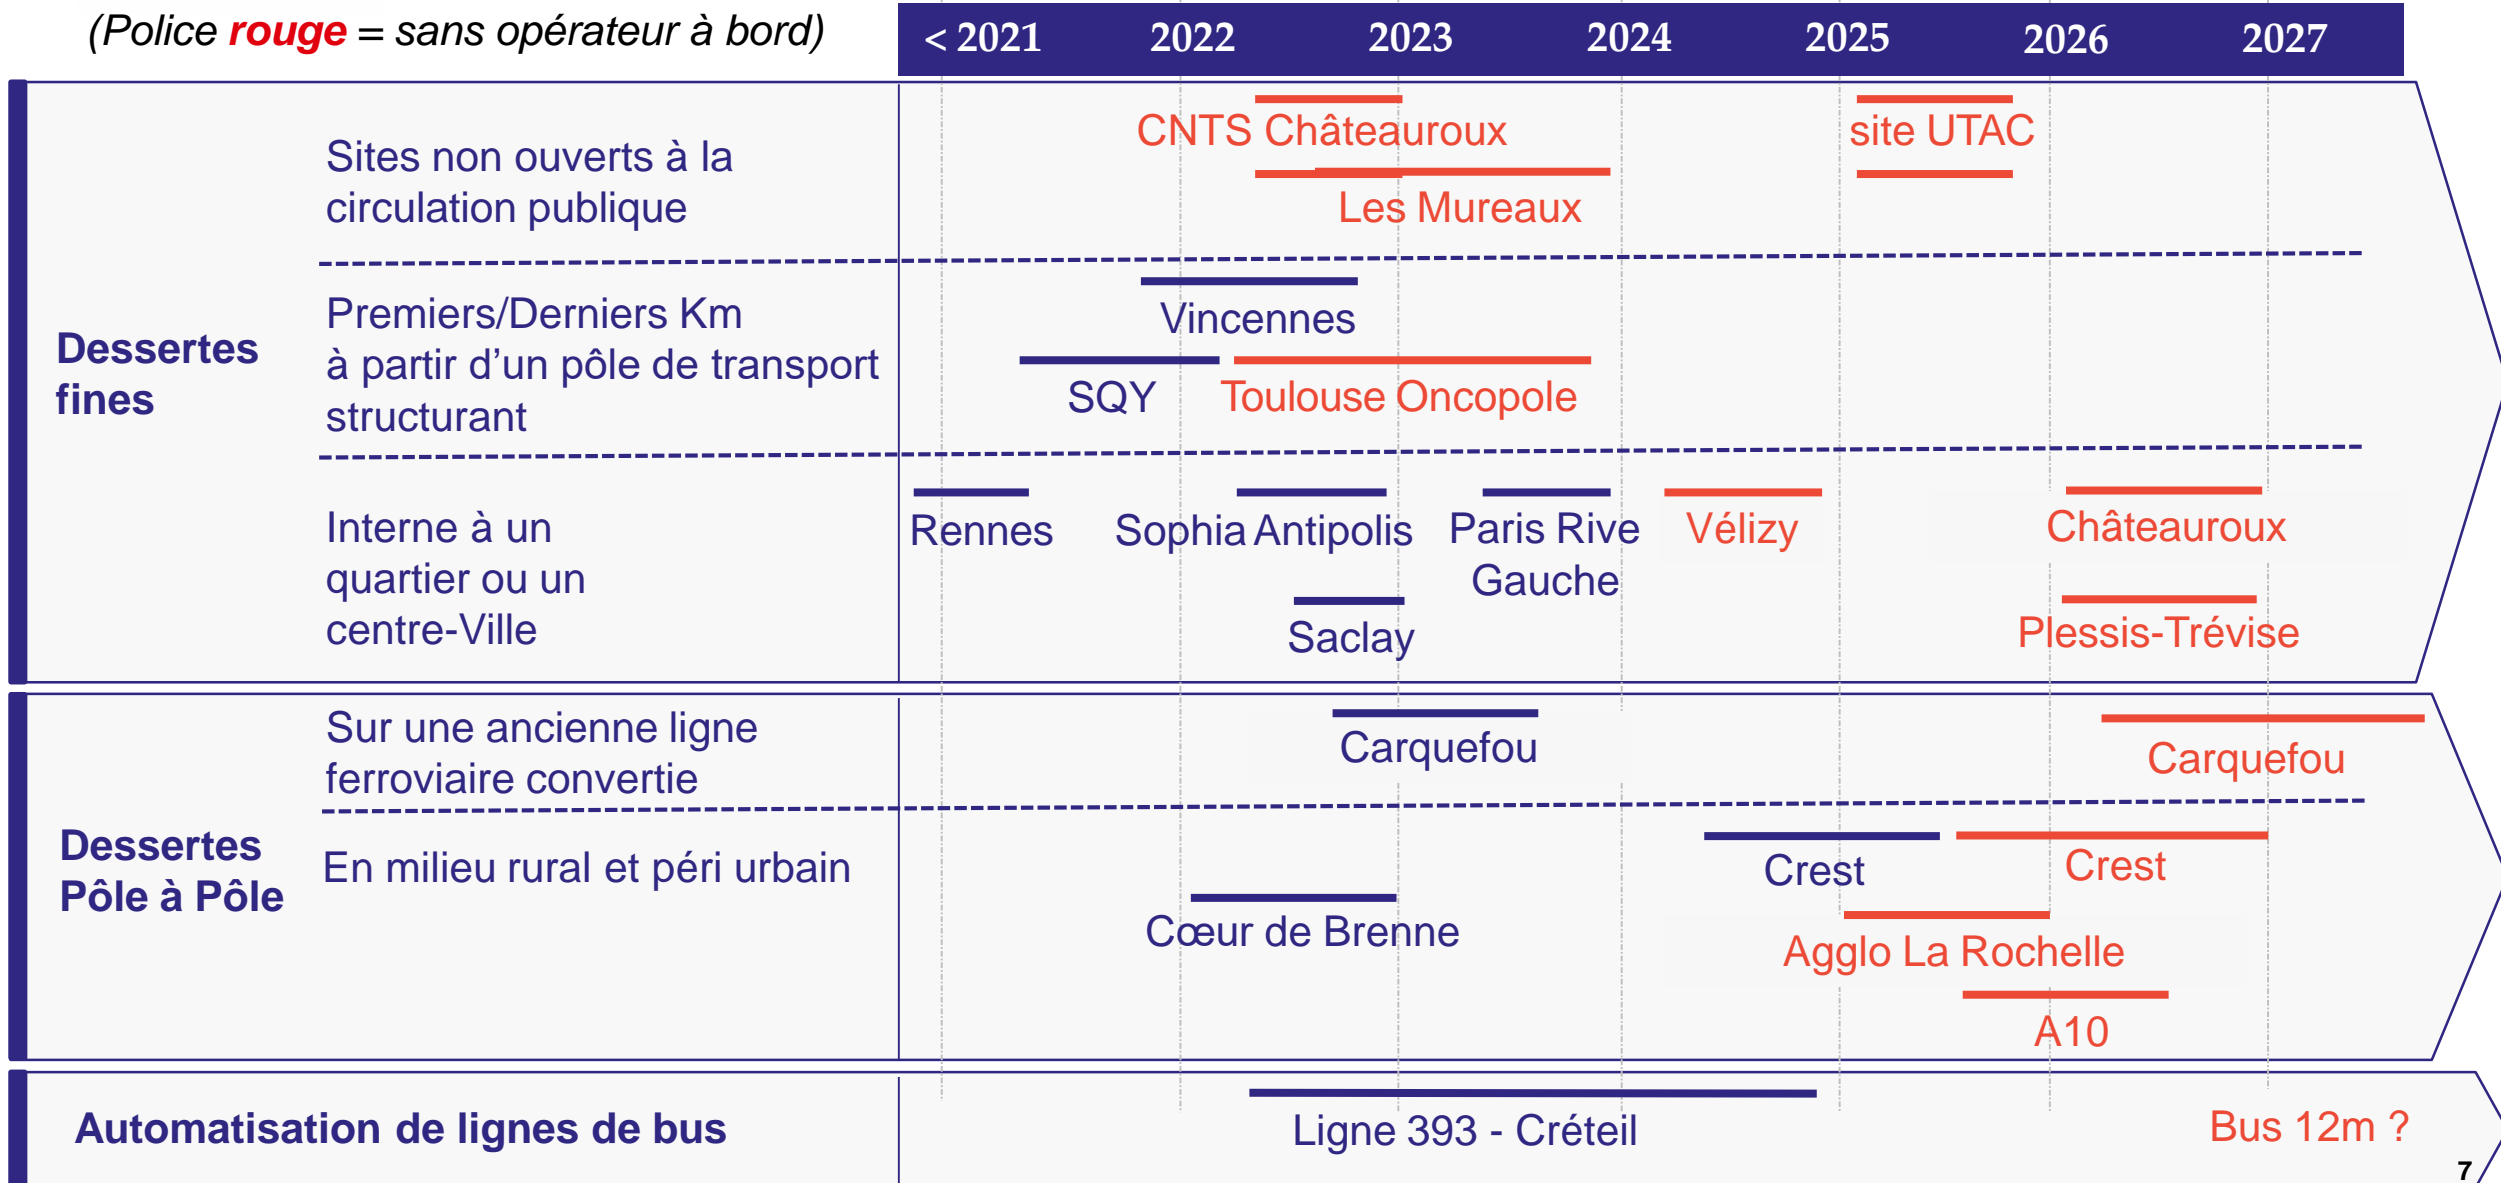 (Police rouge = sans opérateur à bord)
< 2021 2022 2023 2024 2025 2026 2027
Dessertes
fines
Sites non ouverts à la
circulation publique
CNTS Châteauroux
site UTAC
Les Mureaux
Premiers/Derniers Km
à partir d’un pôle de transport
structurant
Vincennes
SQY
Toulouse Oncopole
Interne à un
quartier ou un
centre-Ville
Rennes
Sophia Antipolis
Paris Rive
Gauche
Vélizy
Châteauroux
Saclay
Plessis-Trévise
Dessertes
Pôle à Pôle
Sur une ancienne ligne
ferroviaire convertie
Carquefou
Carquefou
En milieu rural et péri urbain
Crest
Crest
Cœur de Brenne
Agglo La Rochelle
A10
Automatisation de lignes de bus
Ligne 393 - Créteil
Bus 12m ?
7